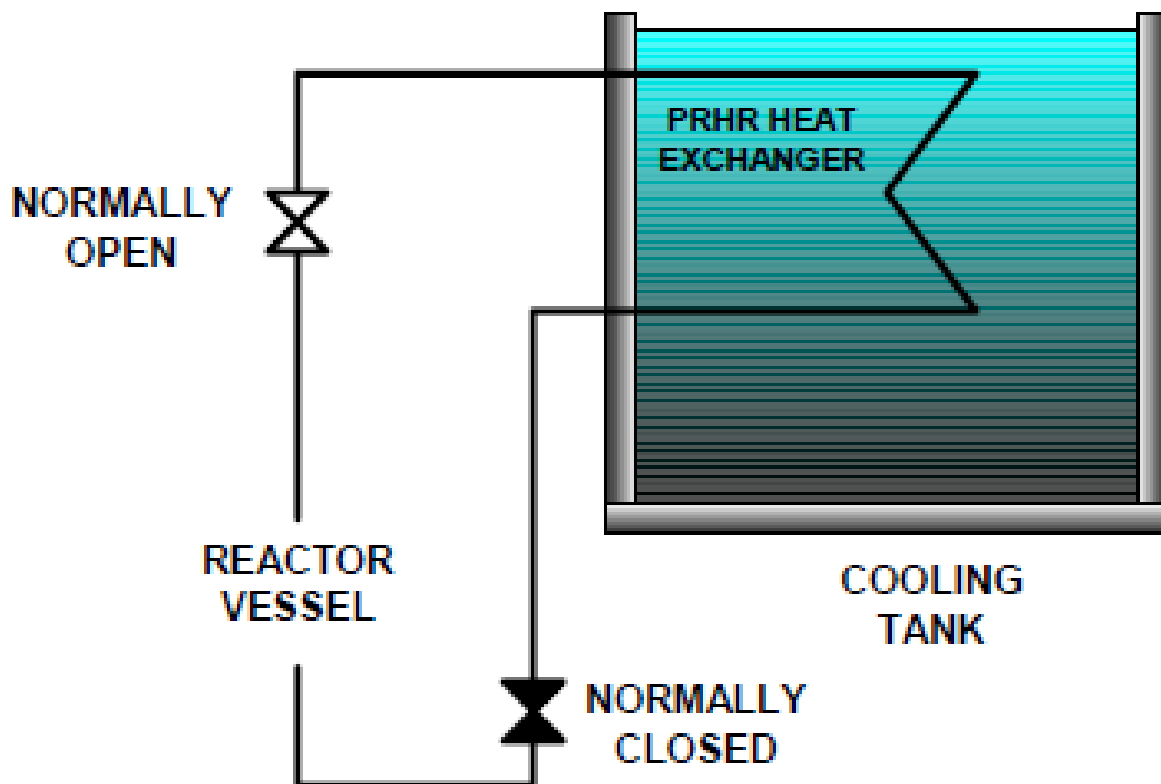 PRHR HEAT
EXCHANGER
NORMALLY
OPEN
REACTOR
VESSEL
COOLING
TANK
NORMALLY
CLOSED